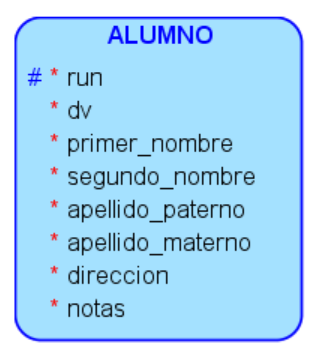 ALUMNO
# * run
* dv
* primer_nombre
* segundo_nombre
* apellido_paterno
* apellido_materno
* direccion
* notas